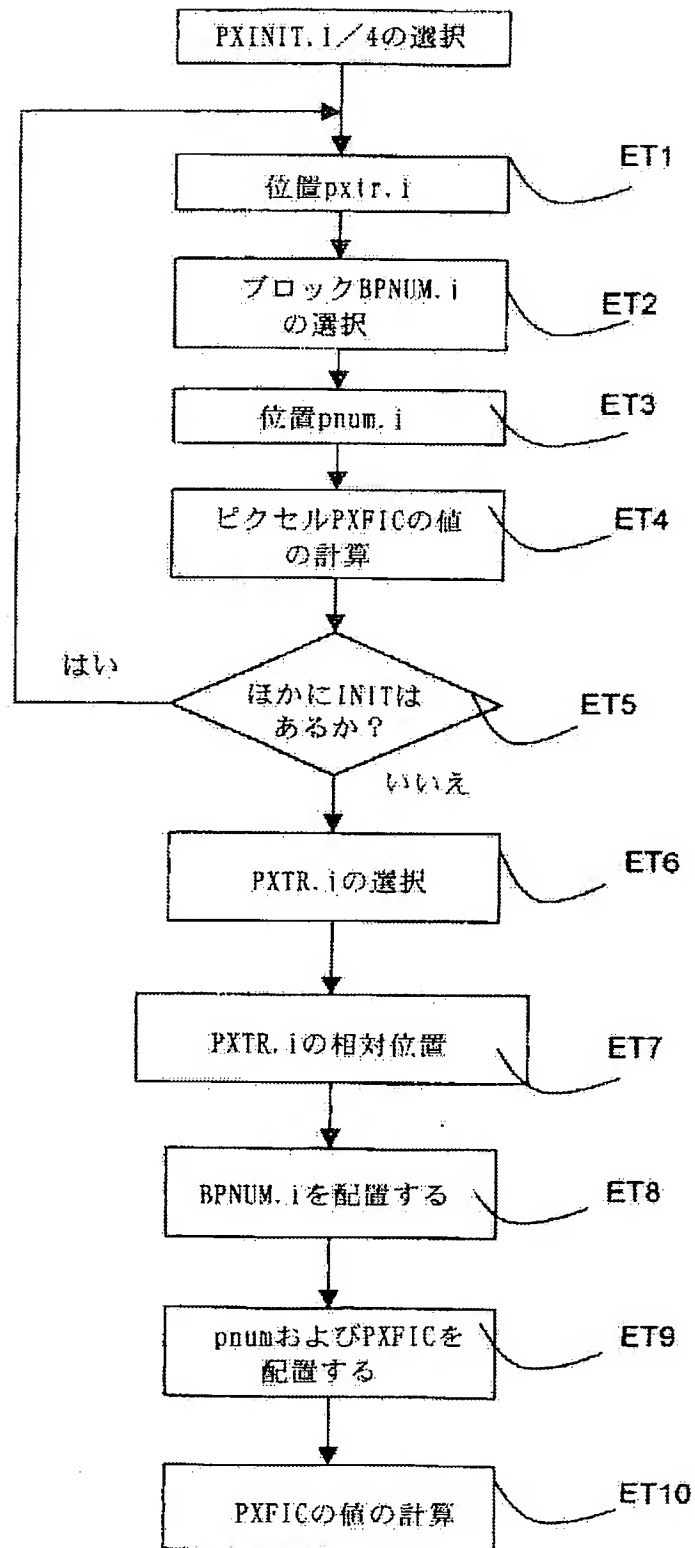 PXINIT.i/4の選択
ET1
位置pxtr.i
ブロックBPNUM.i
の選択
ET2
位置pnum.i
ET3
ピクセルPXFICの値
の計算
ET4
はい
ほかにINITは
あるか?
ET5
いいえ
PXTR.iの選択
ET6
PXTR.iの相対位置
ET7
BPNUM.iを配置する
ET8
pnumおよびPXFICを
配置する
ET9
PXFICの値の計算
ET10